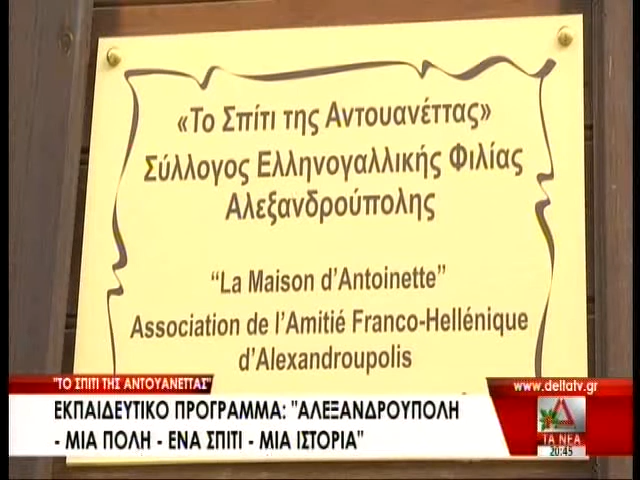 «Το Σπίτι της Αντουανέττας»
Σύλλογος Ελληνογαλλικής Φιλίας
Αλεξανδρούπολης
“La Maison d’Antoinette”
Association de l’Amitié Franco-Hellénique
d’Alexandroupolis
"ΤΟ ΣΠΙΤΙ ΤΗΣ ΑΝΤΟΥΑΝΕΤΤΑΣ"
www.deltatv.gr
ΕΚΠΑΙΔΕΥΤΙΚΟ ΠΡΟΓΡΑΜΜΑ: "ΑΛΕΞΑΝΔΡΟΥΠΟΛΗ
- ΜΙΑ ΠΟΛΗ - ΕΝΑ ΣΠΙΤΙ - ΜΙΑ ΙΣΤΟΡΙΑ"
ΤΑ ΝΕΑ
20:45